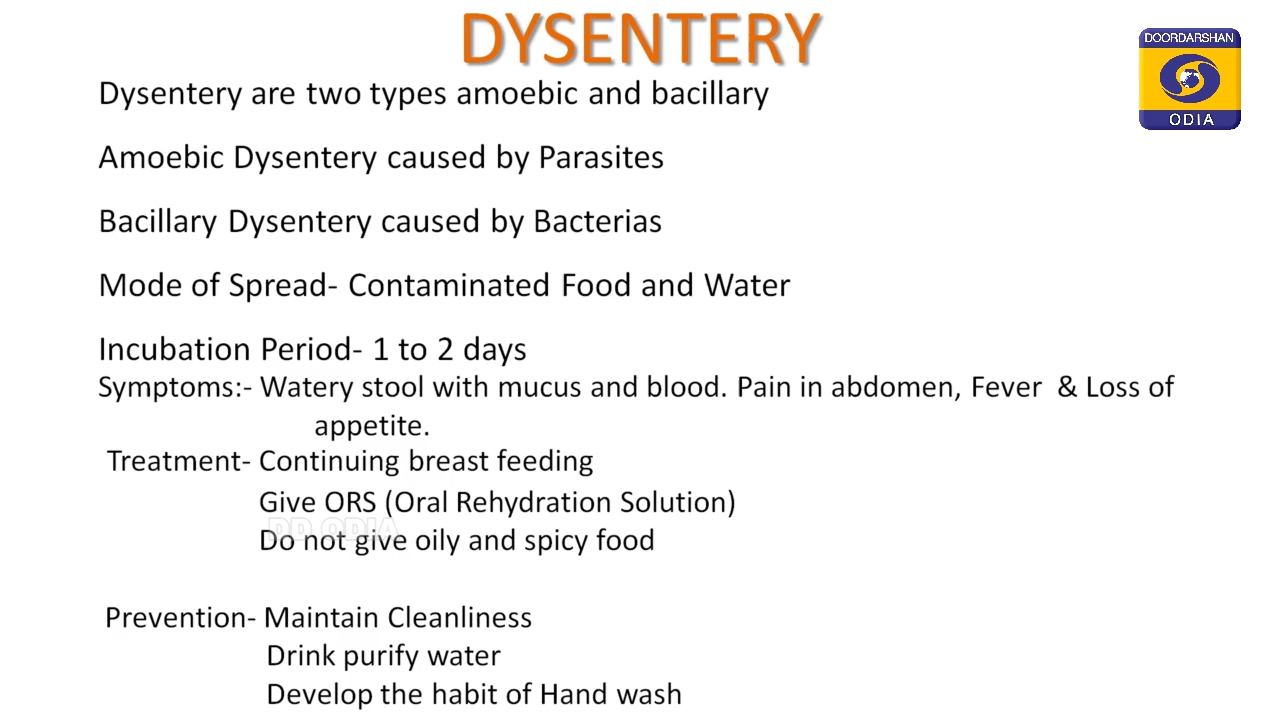 DYSENTERY
DOORDARSHAN
ODIA
Dysentery are two types amoebic and bacillary
Amoebic Dysentery caused by Parasites
Bacillary Dysentery caused by Bacterias
Mode of Spread- Contaminated Food and Water
Incubation Period- 1 to 2 days
Symptoms:- Watery stool with mucus and blood. Pain in abdomen, Fever & Loss of
appetite.
Treatment- Continuing breast feeding
Give ORS (Oral Rehydration Solution)
DD ODIA
Do not give oily and spicy food
Prevention- Maintain Cleanliness
Drink purify water
Develop the habit of Hand wash